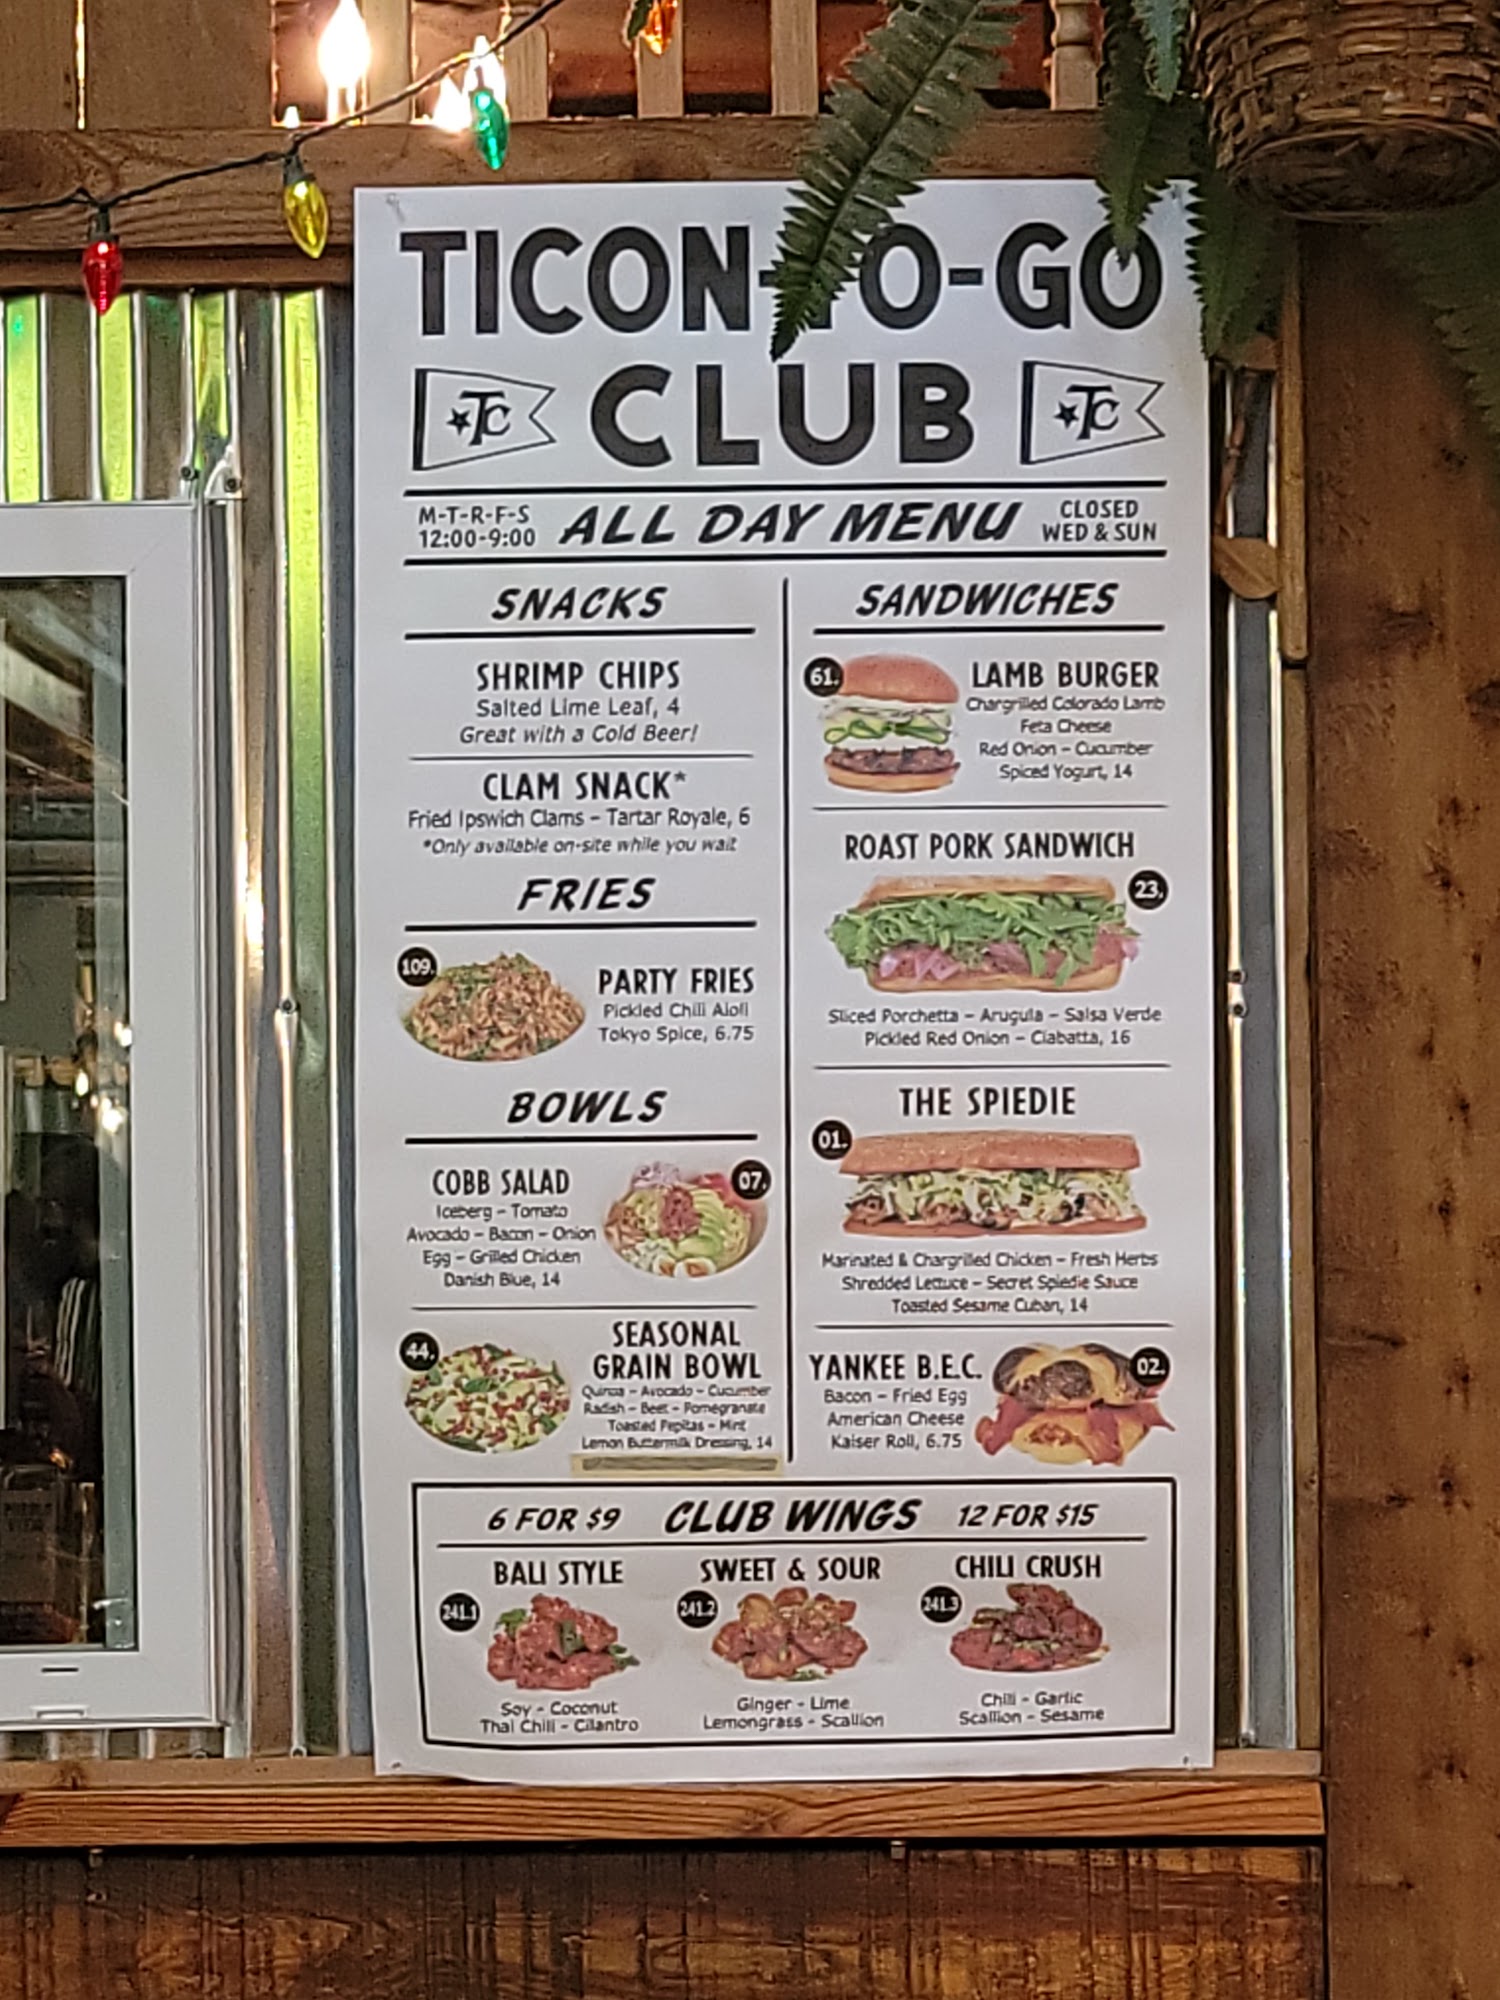 TICON-TO-GO
CLUB
TC
TC
M-T-R-F-S
12:00-9:00
ALL DAY MENU
CLOSED
WED & SUN
SNACKS
SHRIMP CHIPS
Salted Lime Leaf, 4
Great with a Cold Beer!
CLAM SNACK*
Fried Ipswich Clams - Tartar Royale, 6
*Only available on-site while you wait
FRIES
109.
PARTY FRIES
Pickled Chili Aioli
Tokyo Spice, 6.75
BOWLS
COBB SALAD
07.
Iceberg - Tomato
Avocado - Bacon - Onion
Egg - Grilled Chicken
Danish Blue, 14
44.
SEASONAL
GRAIN BOWL
Quinoa - Avocado - Cucumber
Radish - Beet - Pomegranate
Toasted Pepitas - Mint
Lemon Buttermilk Dressing, 14
SANDWICHES
61.
LAMB BURGER
Chargrilled Colorado Lamb
Feta Cheese
Red Onion - Cucumber
Spiced Yogurt, 14
ROAST PORK SANDWICH
23.
Sliced Porchetta - Arugula - Salsa Verde
Pickled Red Onion - Ciabatta, 16
THE SPIEDIE
01.
Marinated & Chargrilled Chicken - Fresh Herbs
Shredded Lettuce - Secret Spiedie Sauce
Toasted Sesame Cuban, 14
YANKEE B.E.C.
02.
Bacon - Fried Egg
American Cheese
Kaiser Roll, 6.75
6 FOR $9 CLUB WINGS 12 FOR $15
BALI STYLE
241.1
Soy - Coconut
Thai Chili - Cilantro
SWEET & SOUR
241.2
Ginger - Lime
Lemongrass - Scallion
CHILI CRUSH
241.3
Chili - Garlic
Scallion - Sesame